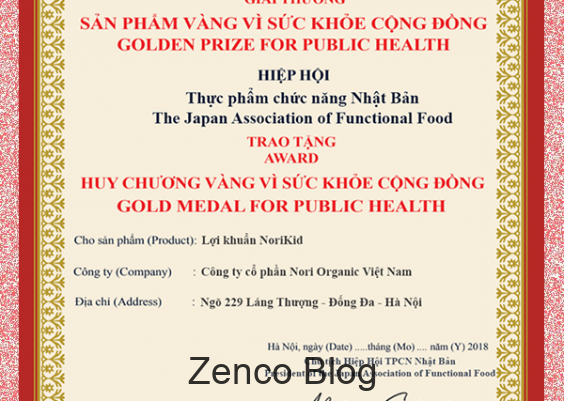 GIẢI THƯỞNG
SẢN PHẨM VÀNG VÌ SỨC KHỎE CỘNG ĐỒNG
GOLDEN PRIZE FOR PUBLIC HEALTH
HIỆP HỘI
Thực phẩm chức năng Nhật Bản
The Japan Association of Functional Food
TRAO TẶNG
AWARD
HUY CHƯƠNG VÀNG VÌ SỨC KHỎE CỘNG ĐỒNG
GOLD MEDAL FOR PUBLIC HEALTH
Cho sản phẩm (Product): Lợi khuẩn NoriKid
Công ty (Company) : Công ty cổ phần Nori Organic Việt Nam
Địa chỉ (Address) : Ngõ 229 Láng Thượng - Đống Đa - Hà Nội
Hà Nội, ngày (Date) .....tháng (Mo) .... năm (Y) 2018
Chủ tịch Hiệp Hội TPCN Nhật Bản
President of the Japan Association of Functional Food
Zenco Blog